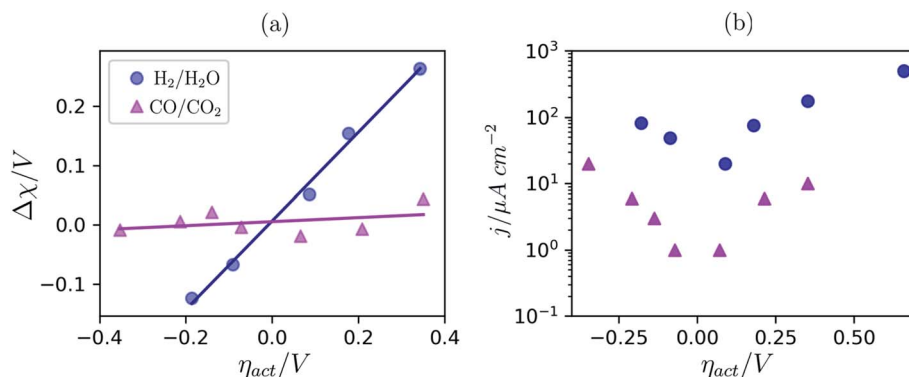 (a)
H₂/H₂O
CO/CO₂
Δχ/V
0.2
0.1
0.0
−0.1
−0.4
−0.2
0.0
0.2
0.4
η_act/V
(b)
j/μA cm⁻²
10³
10²
10¹
10⁰
10⁻¹
−0.25
0.00
0.25
0.50
η_act/V